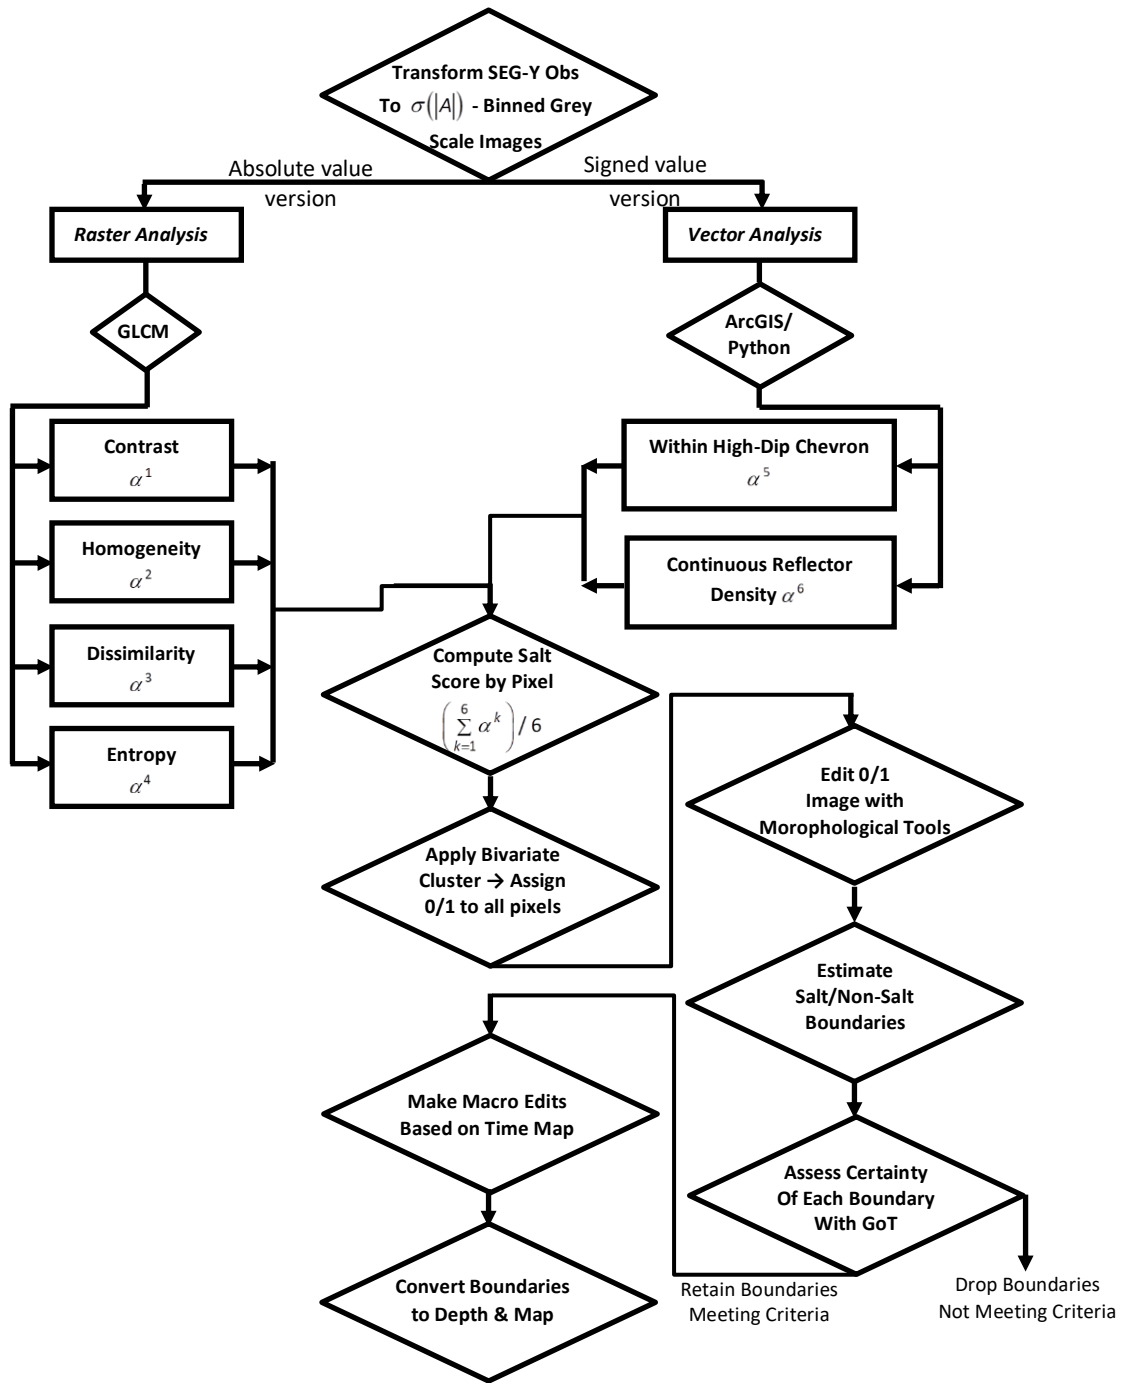 Transform SEG-Y Obs
To σ(|A|) - Binned Grey
Scale Images
Absolute value
version
Signed value
version
Raster Analysis
Vector Analysis
GLCM
ArcGIS/
Python
Contrast
α¹
Homogeneity
α²
Dissimilarity
α³
Entropy
α⁴
Within High-Dip Chevron
α⁵
Continuous Reflector
Density α⁶
Compute Salt
Score by Pixel
(∑_{k=1}^{6} α^k) / 6
Apply Bivariate
Cluster → Assign
0/1 to all pixels
Edit 0/1
Image with
Morophological Tools
Estimate
Salt/Non-Salt
Boundaries
Assess Certainty
Of Each Boundary
With GoT
Drop Boundaries
Not Meeting Criteria
Retain Boundaries
Meeting Criteria
Make Macro Edits
Based on Time Map
Convert Boundaries
to Depth & Map